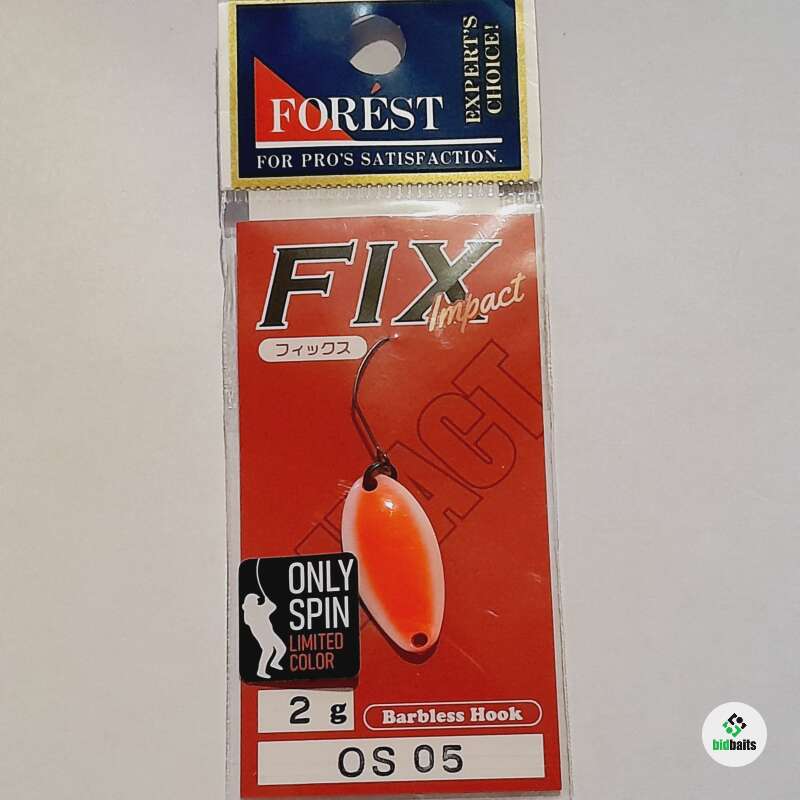 EXPERT'S
CHOICE!
FORÉST
FOR PRO'S SATISFACTION.
FIX
Impact
フィックス
IMPACT
ONLY
SPIN
LIMITED
COLOR
2 g
Barbless Hook
OS 05
bidbaits